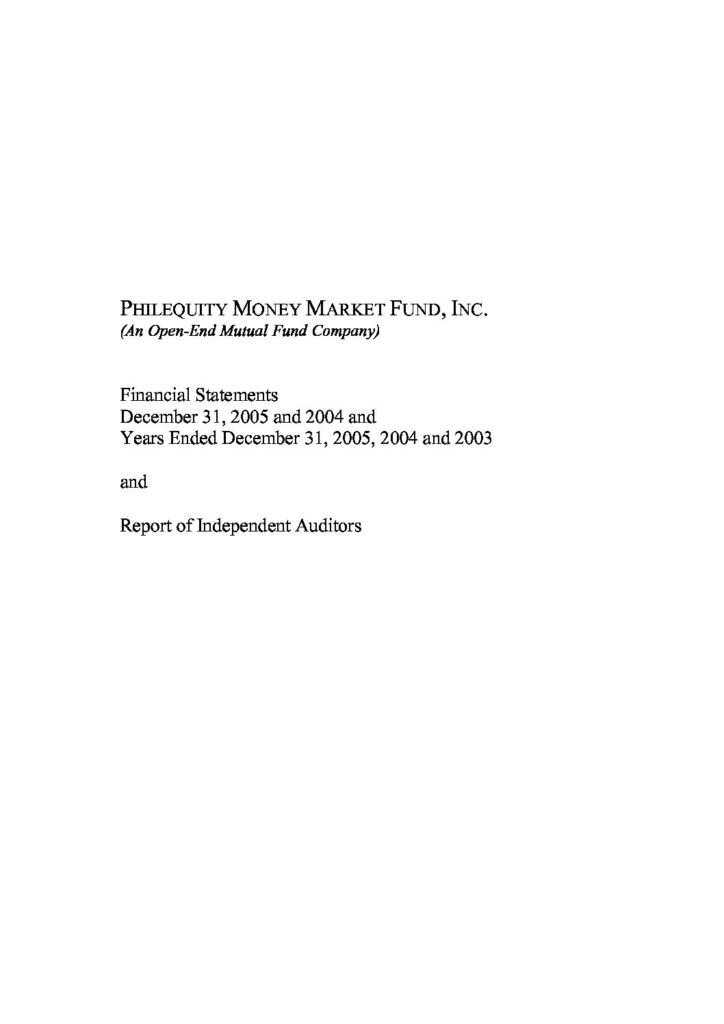 PHILEQUITY MONEY MARKET FUND, INC.
(An Open-End Mutual Fund Company)
Financial Statements
December 31, 2005 and 2004 and
Years Ended December 31, 2005, 2004 and 2003
and
Report of Independent Auditors